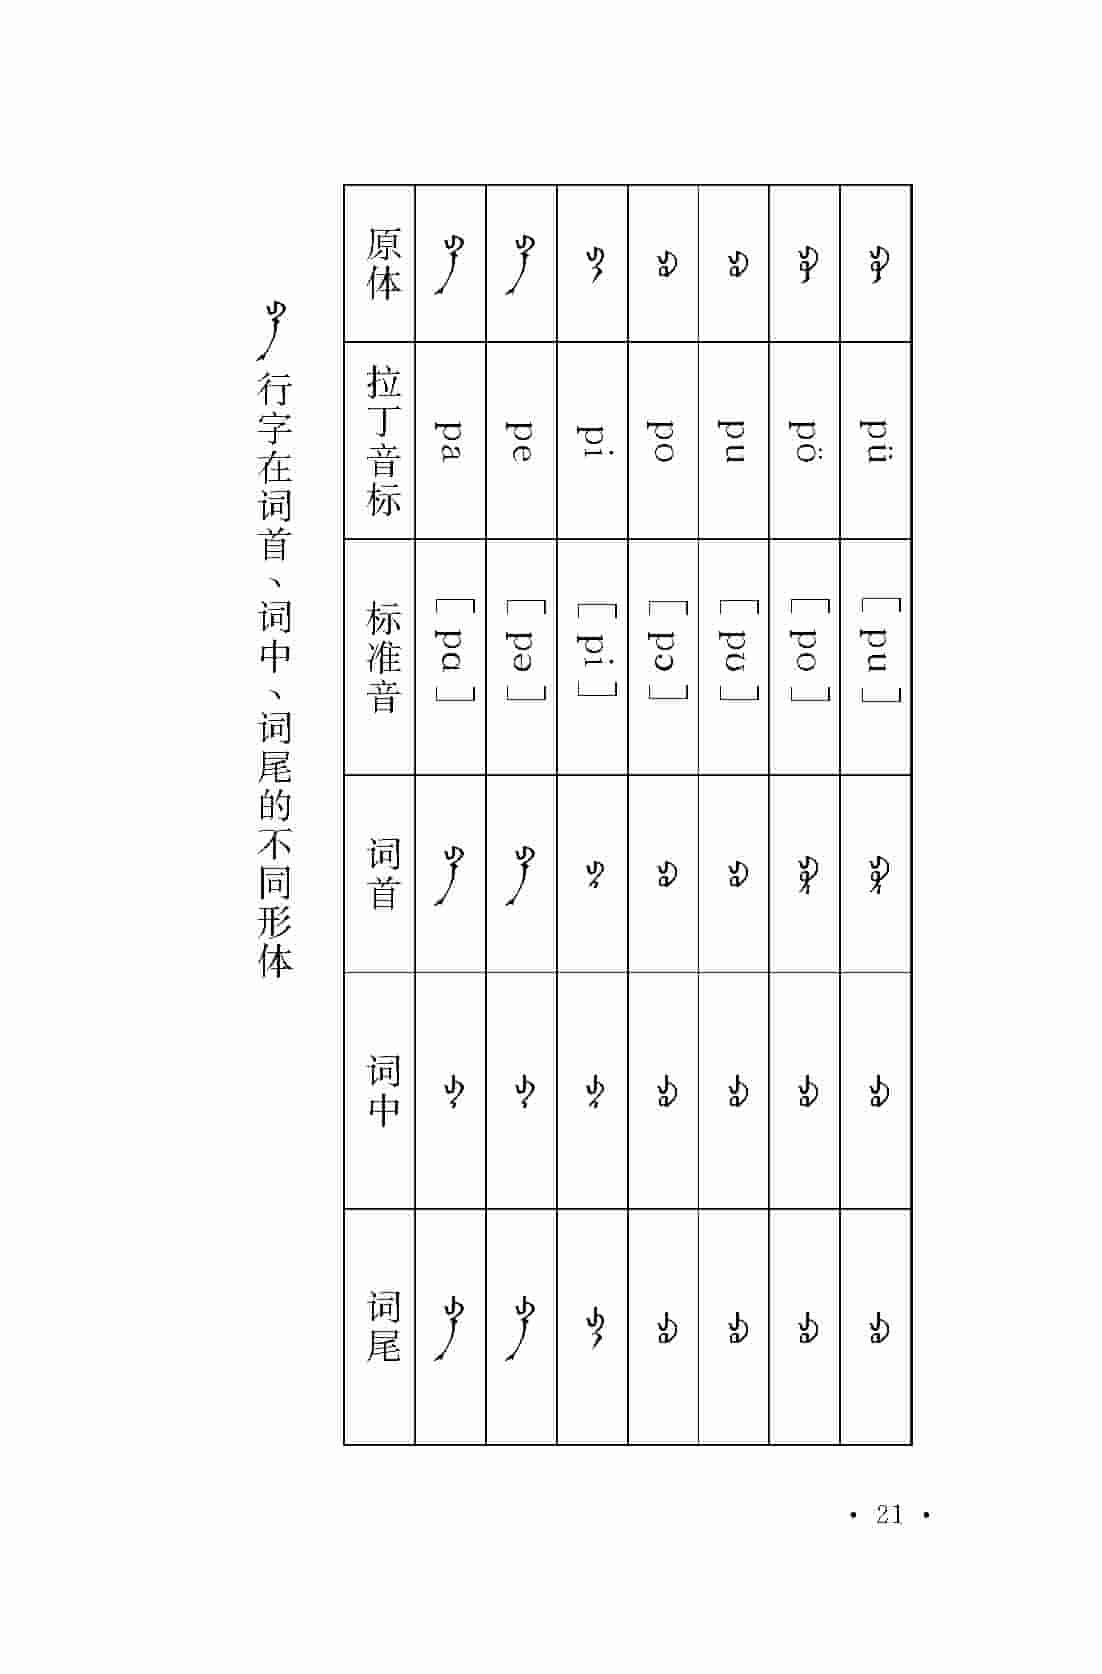 ᠫᠠ 行字在词首、词中、词尾的不同形体
原体 拉丁音标 标准音 词首 词中 词尾
ᠫᠠ pa [pɑ] ᠫᠠ ᠫᠠ ᠫᠠ
ᠫᠡ pe [pə] ᠫᠡ ᠫᠡ ᠫᠡ
ᠫᠢ pi [pi] ᠫᠢ ᠫᠢ ᠫᠢ
ᠫᠣ po [pɔ] ᠫᠣ ᠫᠣ ᠫᠣ
ᠫᠤ pu [pʊ] ᠫᠤ ᠫᠤ ᠫᠤ
ᠫᠥ pö [po] ᠫᠥ ᠫᠥ ᠫᠥ
ᠫᠦ pü [pu] ᠫᠦ ᠫᠦ ᠫᠦ
· 21 ·